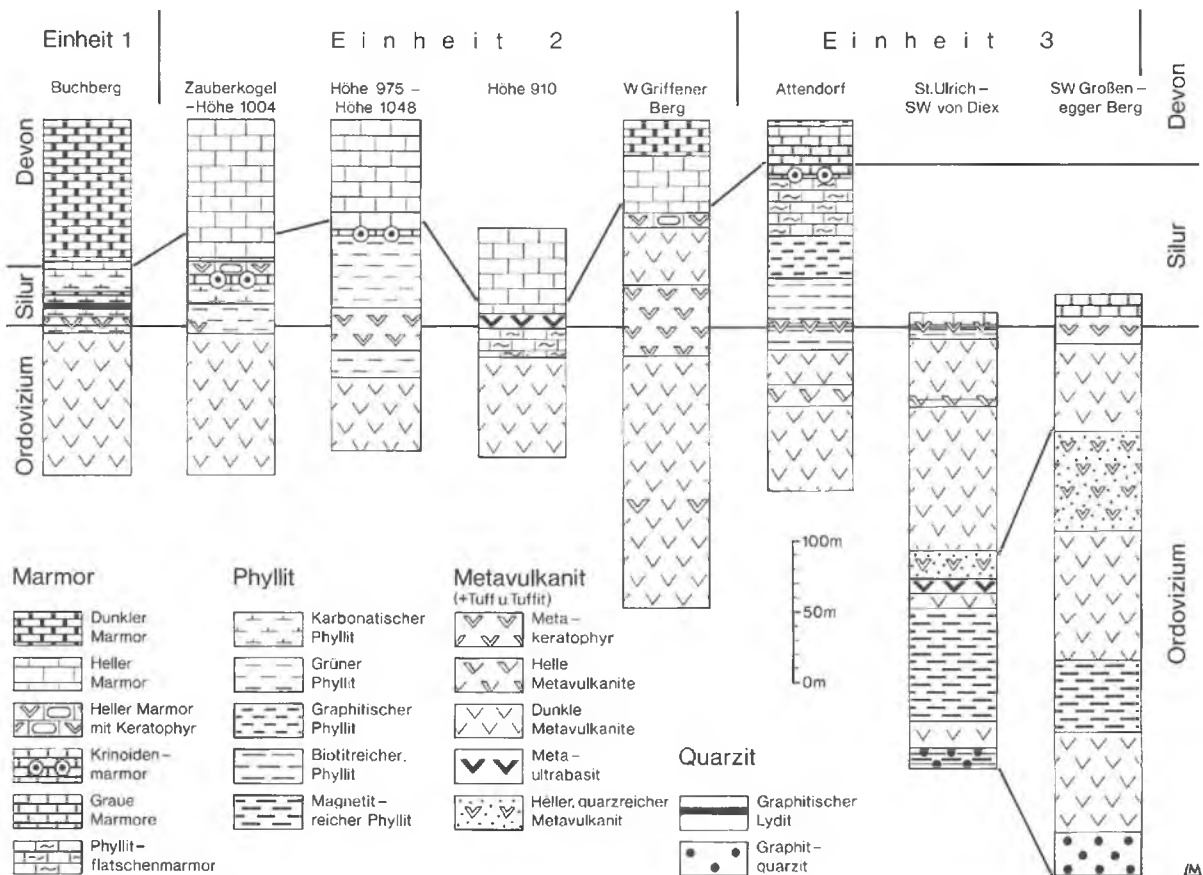 Einheit 1
Einheit 2
Einheit 3
Buchberg
Zauberkogel
-Höhe 1004
Höhe 975 –
Höhe 1048
Höhe 910
W Griffener
Berg
Attendorf
St.Ulrich –
SW von Diex
SW Großen-
egger Berg
Devon
Silur
Ordovizium
Devon
Silur
Ordovizium
100m
50m
0m
Marmor
Dunkler
Marmor
Heller
Marmor
Heller Marmor
mit Keratophyr
Krinoiden-
marmor
Graue
Marmore
Phyllit-
flatschenmarmor
Phyllit
Karbonatischer
Phyllit
Grüner
Phyllit
Graphitischer
Phyllit
Biotitreicher.
Phyllit
Magnetit-
reicher Phyllit
Metavulkanit
(+Tuff u.Tuffit)
Meta-
keratophyr
Helle
Metavulkanite
Dunkle
Metavulkanite
Meta-
ultrabasit
Heller, quarzreicher
Metavulkanit
Quarzit
Graphitischer
Lydit
Graphit-
quarzit